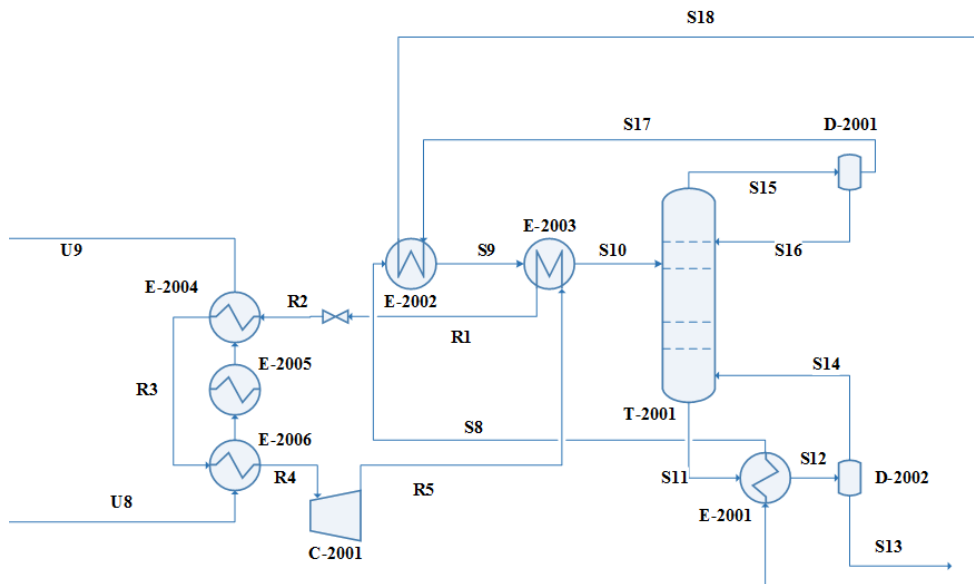 S18
S17
D-2001
S15
U9
E-2003
S16
S9
S10
E-2004
R2
E-2002
R1
E-2005
S14
R3
T-2001
E-2006
S8
S12
R4
S11
D-2002
R5
U8
E-2001
C-2001
S13